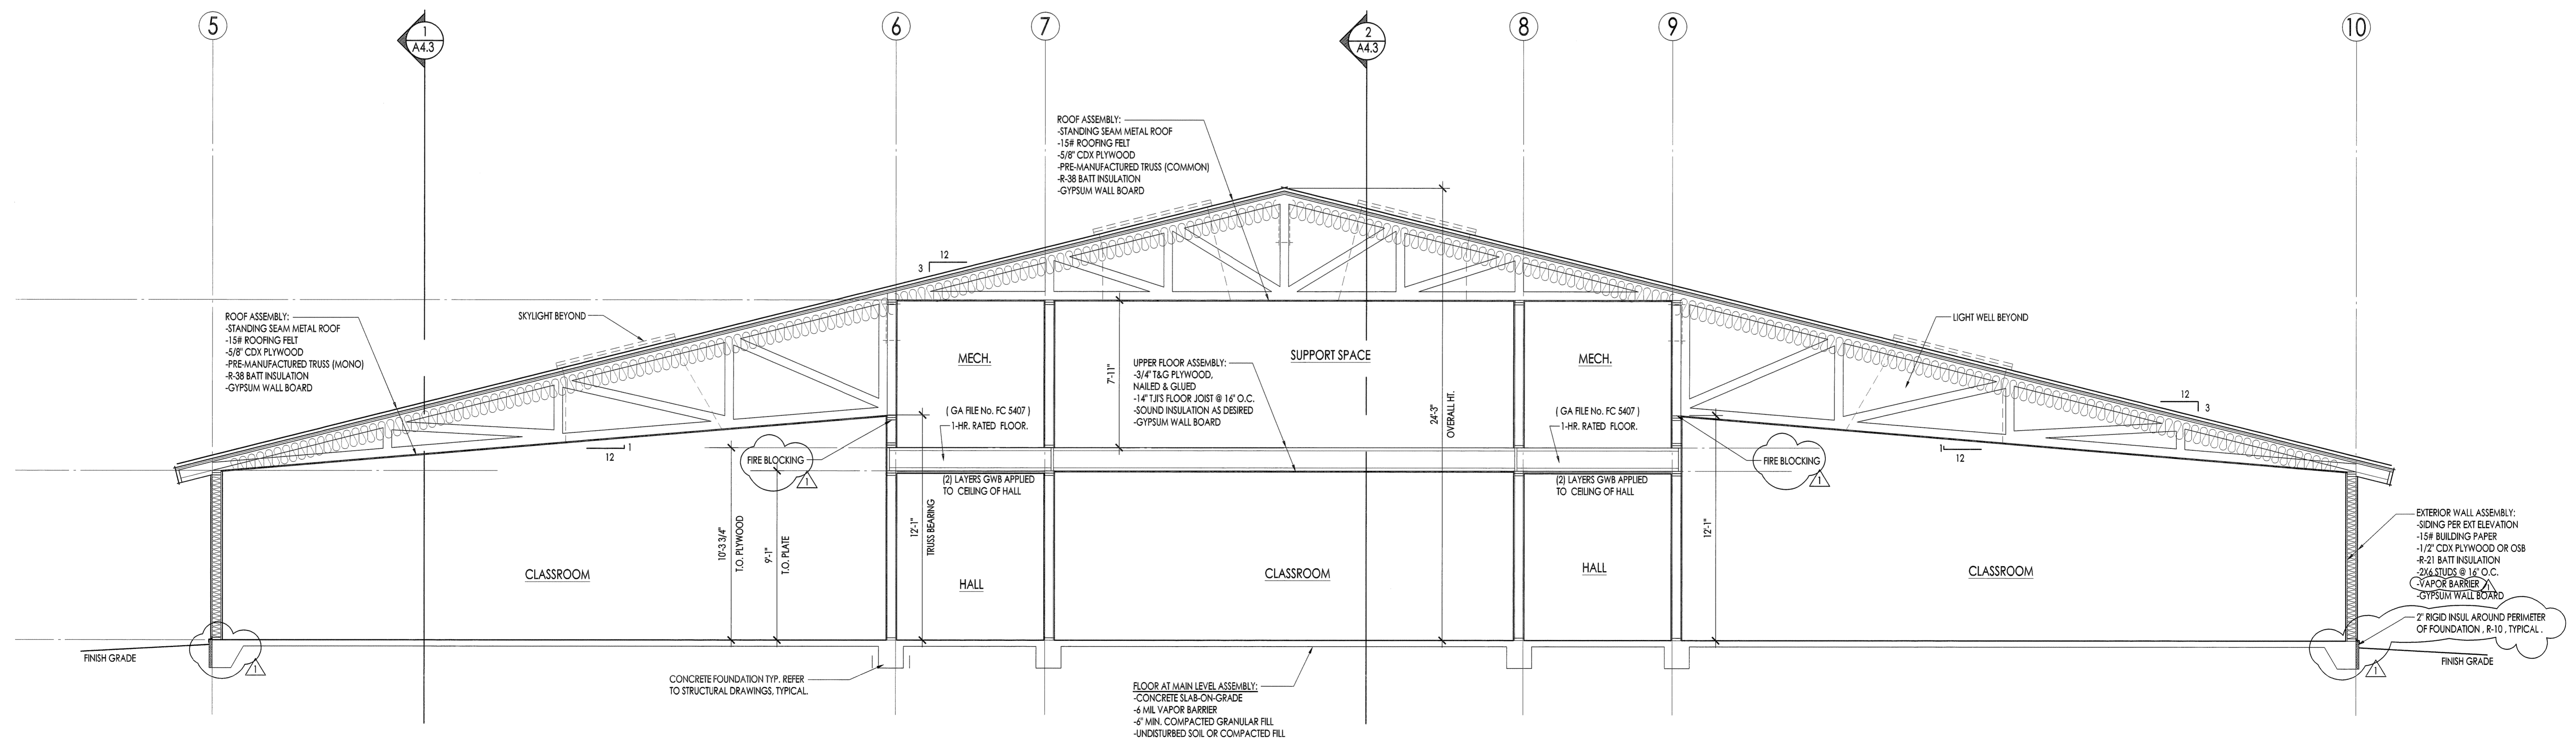 5
1
A4.3
6
7
2
A4.3
8
9
10
ROOF ASSEMBLY:
-STANDING SEAM METAL ROOF
-15# ROOFING FELT
-5/8" CDX PLYWOOD
-PRE-MANUFACTURED TRUSS (COMMON)
-R-38 BATT INSULATION
-GYPSUM WALL BOARD
12
3
ROOF ASSEMBLY:
-STANDING SEAM METAL ROOF
-15# ROOFING FELT
-5/8" CDX PLYWOOD
-PRE-MANUFACTURED TRUSS (MONO)
-R-38 BATT INSULATION
-GYPSUM WALL BOARD
SKYLIGHT BEYOND
LIGHT WELL BEYOND
MECH.
7'-11"
UPPER FLOOR ASSEMBLY:
-3/4" T&G PLYWOOD,
NAILED & GLUED
-14" TJI'S FLOOR JOIST @ 16" O.C.
-SOUND INSULATION AS DESIRED
-GYPSUM WALL BOARD
SUPPORT SPACE
24'-3"
OVERALL HT.
MECH.
( GA FILE No. FC 5407 )
1-HR. RATED FLOOR.
( GA FILE No. FC 5407 )
1-HR. RATED FLOOR.
12
3
1
12
1
12
FIRE BLOCKING
1
FIRE BLOCKING
1
(2) LAYERS GWB APPLIED
TO CEILING OF HALL
(2) LAYERS GWB APPLIED
TO CEILING OF HALL
10'-3 3/4"
T.O. PLYWOOD
9'-1"
T.O. PLATE
12'-1"
TRUSS BEARING
12'-1"
CLASSROOM
HALL
CLASSROOM
HALL
CLASSROOM
EXTERIOR WALL ASSEMBLY:
-SIDING PER EXT ELEVATION
-15# BUILDING PAPER
-1/2" CDX PLYWOOD OR OSB
-R-21 BATT INSULATION
-2X6 STUDS @ 16" O.C.
-VAPOR BARRIER
1
-GYPSUM WALL BOARD
2" RIGID INSUL AROUND PERIMETER
OF FOUNDATION , R-10 , TYPICAL .
FINISH GRADE
1
FINISH GRADE
1
CONCRETE FOUNDATION TYP. REFER
TO STRUCTURAL DRAWINGS, TYPICAL.
FLOOR AT MAIN LEVEL ASSEMBLY:
-CONCRETE SLAB-ON-GRADE
-6 MIL VAPOR BARRIER
-6" MIN. COMPACTED GRANULAR FILL
-UNDISTURBED SOIL OR COMPACTED FILL